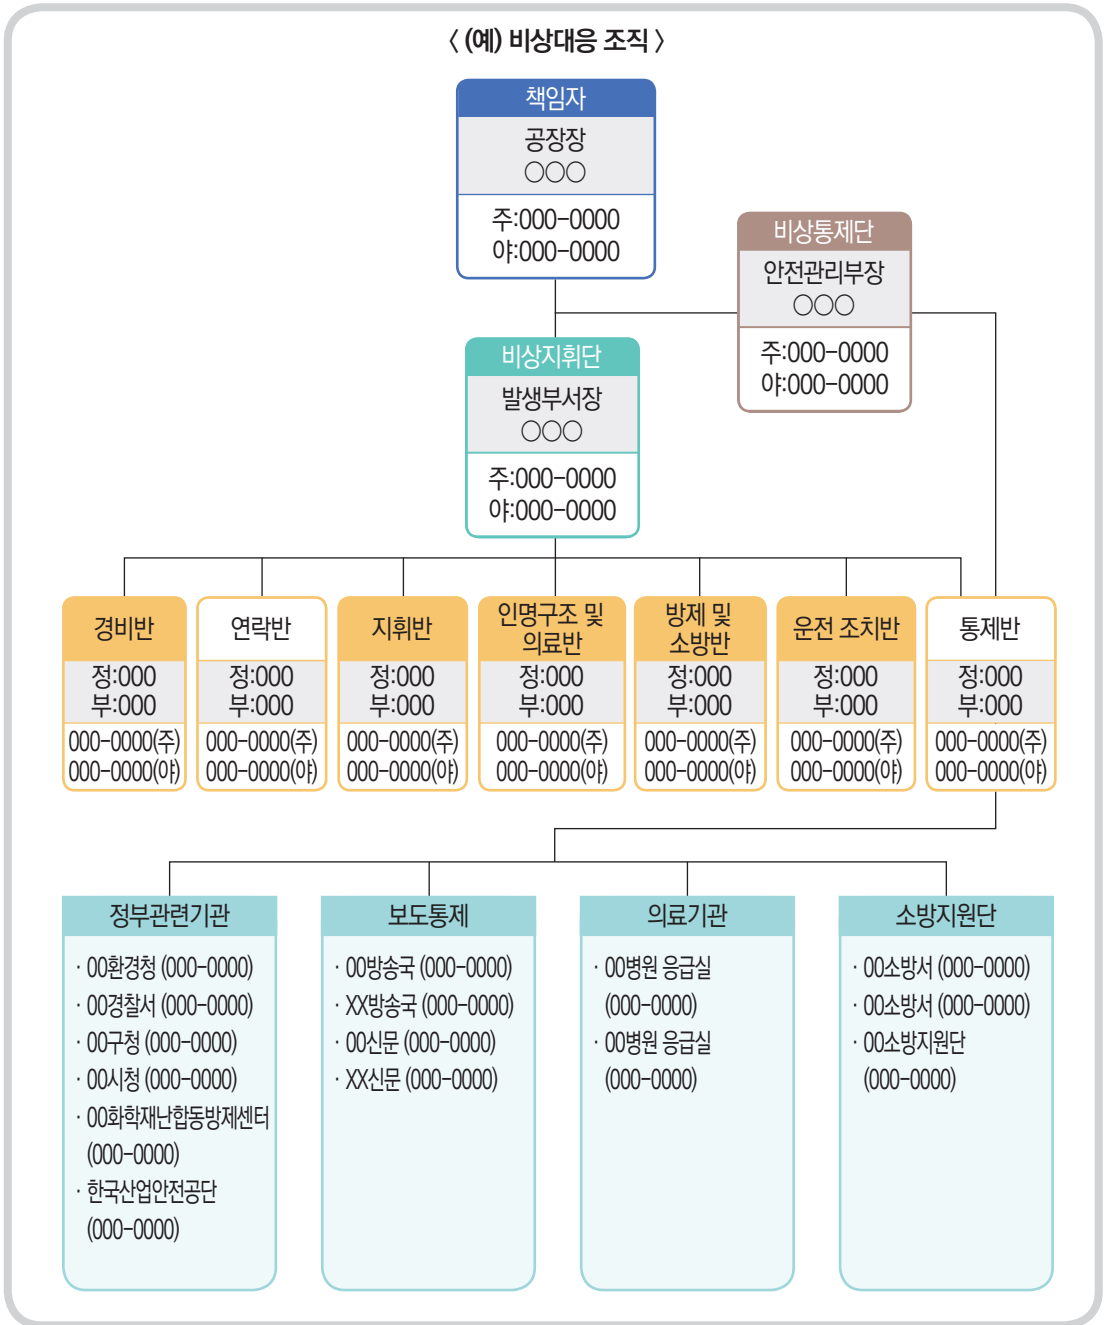 〈 (예) 비상대응 조직 〉
책임자
공장장
○○○
주:000-0000
야:000-0000
비상통제단
안전관리부장
○○○
주:000-0000
야:000-0000
비상지휘단
발생부서장
○○○
주:000-0000
야:000-0000
경비반
정:000
부:000
000-0000(주)
000-0000(야)
연락반
정:000
부:000
000-0000(주)
000-0000(야)
지휘반
정:000
부:000
000-0000(주)
000-0000(야)
인명구조 및
의료반
정:000
부:000
000-0000(주)
000-0000(야)
방제 및
소방반
정:000
부:000
000-0000(주)
000-0000(야)
운전 조치반
정:000
부:000
000-0000(주)
000-0000(야)
통제반
정:000
부:000
000-0000(주)
000-0000(야)
정부관련기관
· 00환경청 (000-0000)
· 00경찰서 (000-0000)
· 00구청 (000-0000)
· 00시청 (000-0000)
· 00화학재난합동방제센터
(000-0000)
· 한국산업안전공단
(000-0000)
보도통제
· 00방송국 (000-0000)
· XX방송국 (000-0000)
· 00신문 (000-0000)
· XX신문 (000-0000)
의료기관
· 00병원 응급실
(000-0000)
· 00병원 응급실
(000-0000)
소방지원단
· 00소방서 (000-0000)
· 00소방서 (000-0000)
· 00소방지원단
(000-0000)